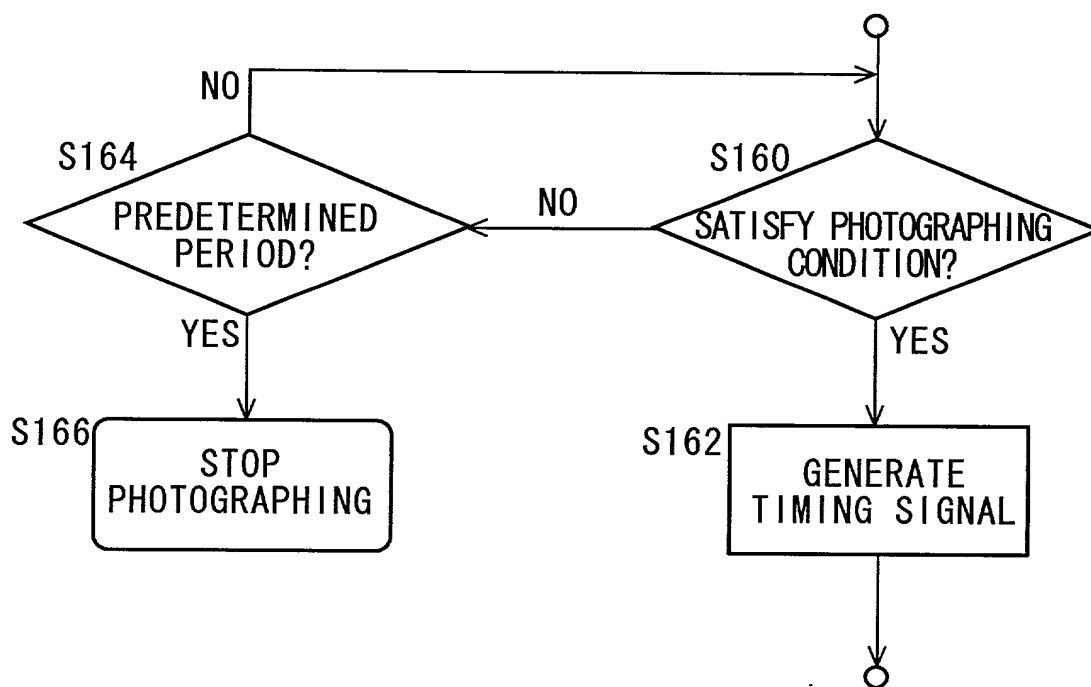 NO
S164
PREDETERMINED
PERIOD?
YES
S166
STOP
PHOTOGRAPHING
NO
S160
SATISFY PHOTOGRAPHING
CONDITION?
YES
S162
GENERATE
TIMING SIGNAL